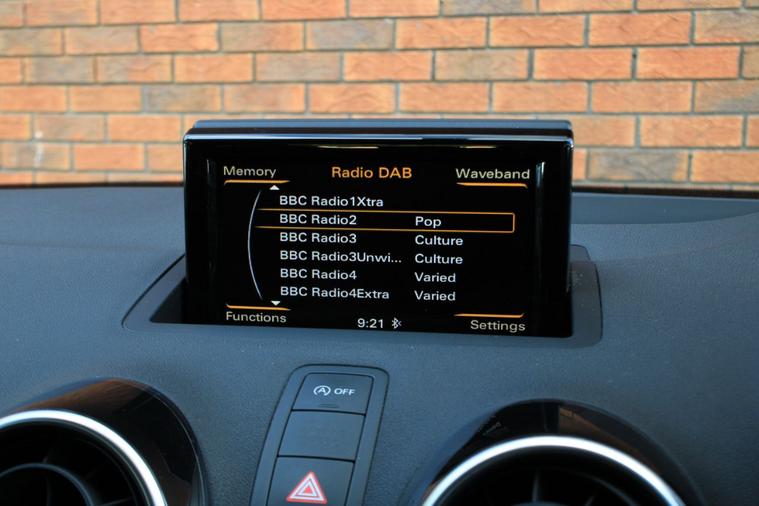 Memory Radio DAB Waveband
BBC Radio1Xtra
BBC Radio2 Pop
BBC Radio3 Culture
BBC Radio3Unwi... Culture
BBC Radio4 Varied
BBC Radio4Extra Varied
Functions 9:21 Settings
A OFF